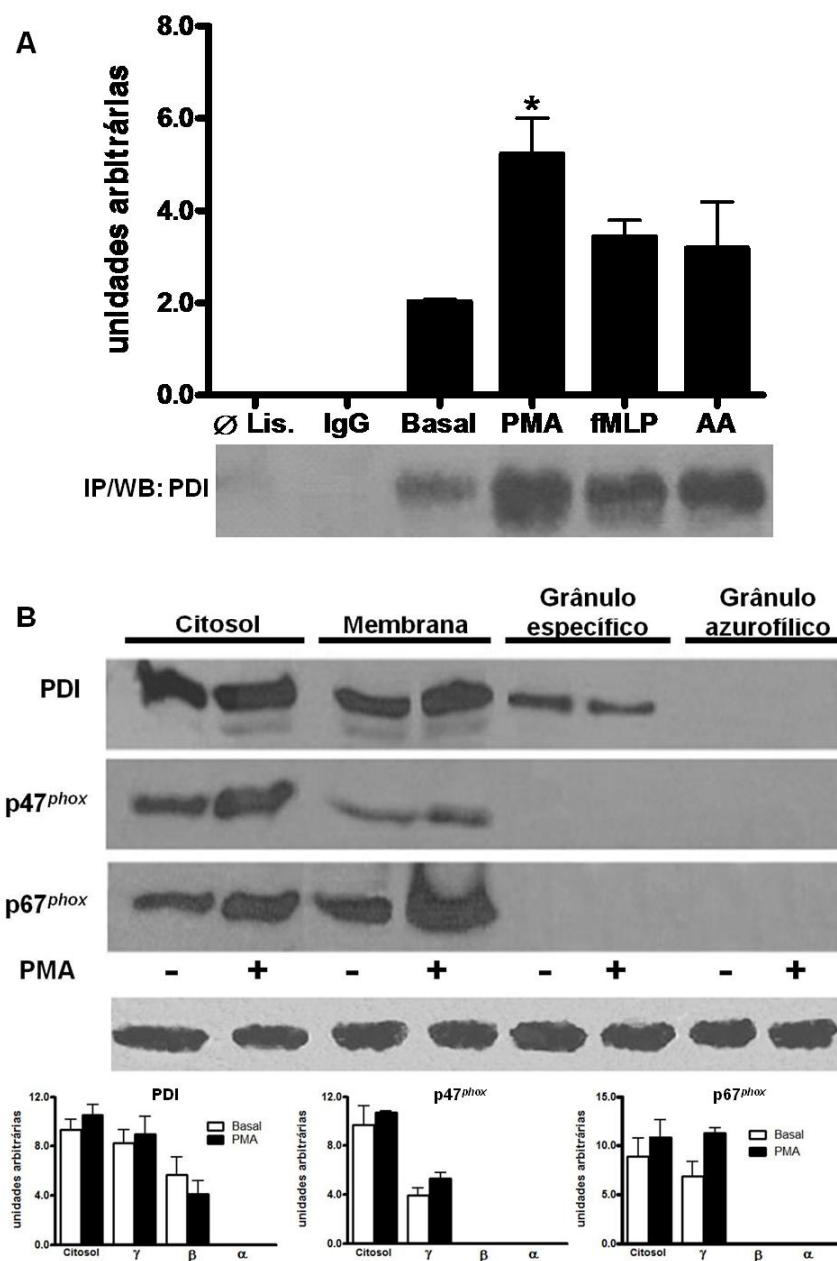 A
unidades arbitrárias
8.0
6.0
4.0
2.0
0.0
*
Ø Lis. IgG Basal PMA fMLP AA
IP/WB: PDI
B
Citosol Membrana Grânulo específico Grânulo azurofílico
PDI
p47phox
p67phox
PMA - + - + - + - +
PDI
unidades arbitrárias
12.0
8.0
4.0
0.0
Basal
PMA
Citosol γ β α
p47phox
unidades arbitrárias
12.0
8.0
4.0
0.0
Citosol γ β α
p67phox
unidades arbitrárias
15.0
10.0
5.0
0.0
Basal
PMA
Citosol γ β α